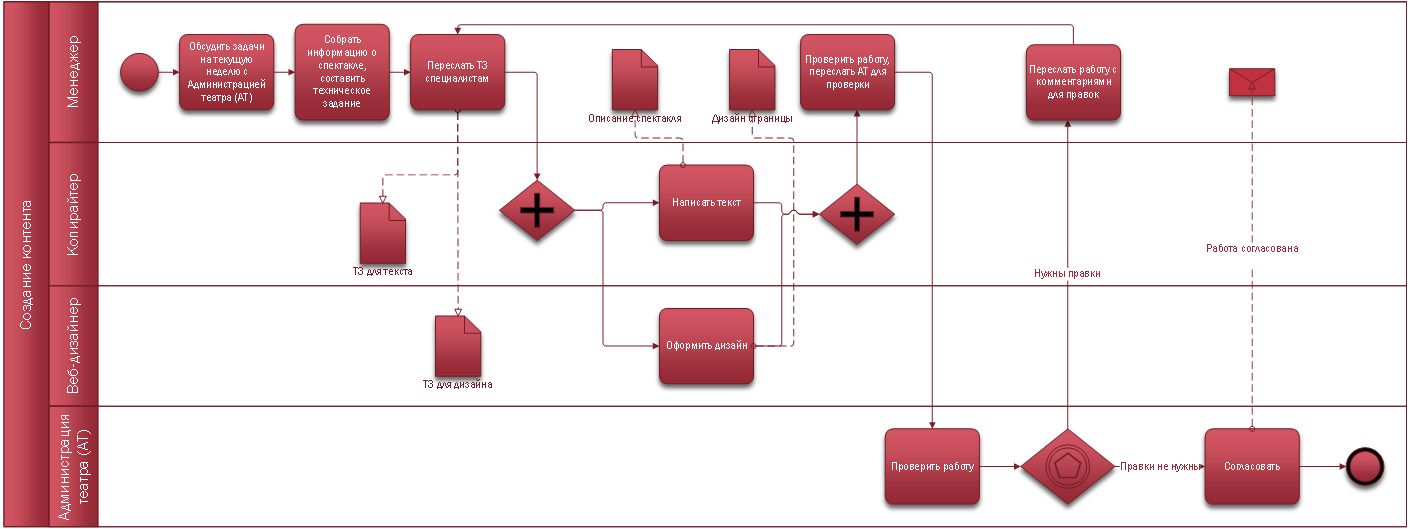 Создание контента
Менеджер
Обсудить задачи
на текущую
неделю с
Администрацией
театра (АТ)
Собрать
информацию о
спектакле,
составить
техническое
задание
Переслать ТЗ
специалистам
Описание спектакля
Дизайн страницы
Проверить работу,
переслать АТ для
проверки
Переслать работу с
комментариями
для правок
Копирайтер
ТЗ для текста
Написать текст
Нужны правки
Работа согласована
Веб-дизайнер
ТЗ для дизайна
Оформить дизайн
Администрация
театра (АТ)
Проверить работу
Правки не нужны
Согласовать